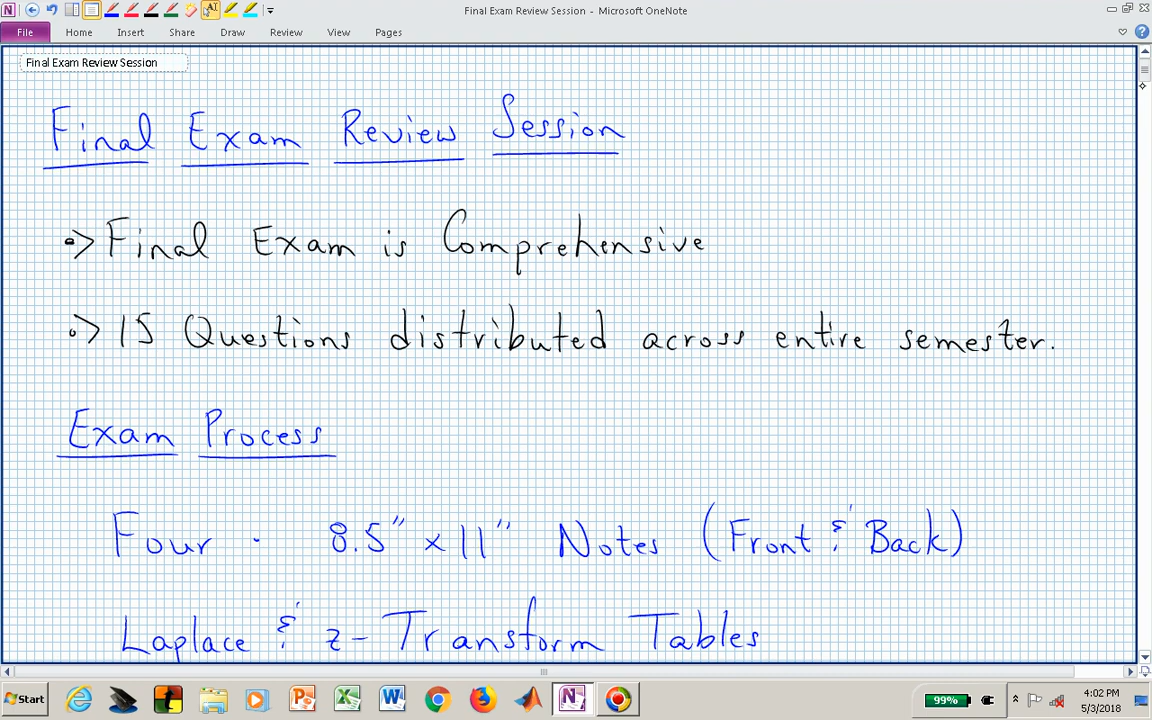 Final Exam Review Session - Microsoft OneNote
File Home Insert Share Draw Review View Pages
Final Exam Review Session
Final Exam Review Session
·> Final Exam is Comprehensive
·> 15 Questions distributed across entire semester.
Exam Process
Four · 8.5" x 11" Notes (Front & Back)
Laplace & z-Transform Tables
Start 99% 4:02 PM
5/3/2018